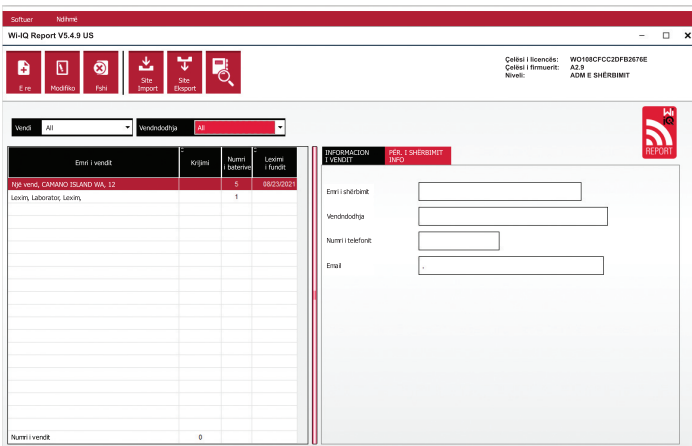 Softuer Ndihmë
Wi-IQ Report V5.4.9 US
E re Modifiko Fshi Site Import Site Eksport
Çelësi i licencës: WO108CFCC2DFB2676E
Çelësi i firmuerit: A2.9
Niveli: ADM E SHËRBIMIT
Vendi All Vendndodhja All
Wi iQ
REPORT
Emri i vendit Krijimi Numri i baterive Leximi i fundit
INFORMACION I VENDIT PËR. I SHËRBIMIT INFO
Një vend, CAMANO ISLAND WA, 12 5 08/23/2021
Lexim, Laborator, Lexim, 1
Emri i shërbimit
Vendndodhja
Numri i telefonit
Email ,
Numri i vendit 0